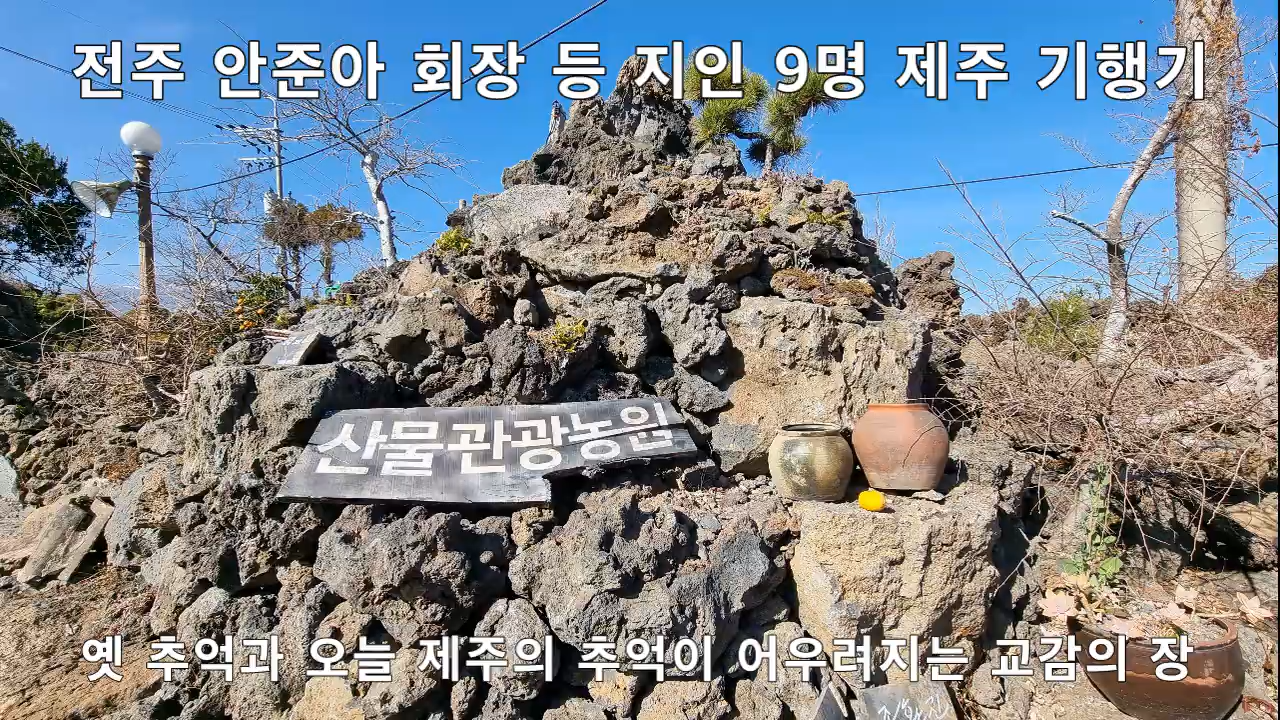 전주 안준아 회장 등 지인 9명 제주 기행기
산물관광농원
옛 추억과 오늘 제주의 추억이 어우러지는 교감의 장